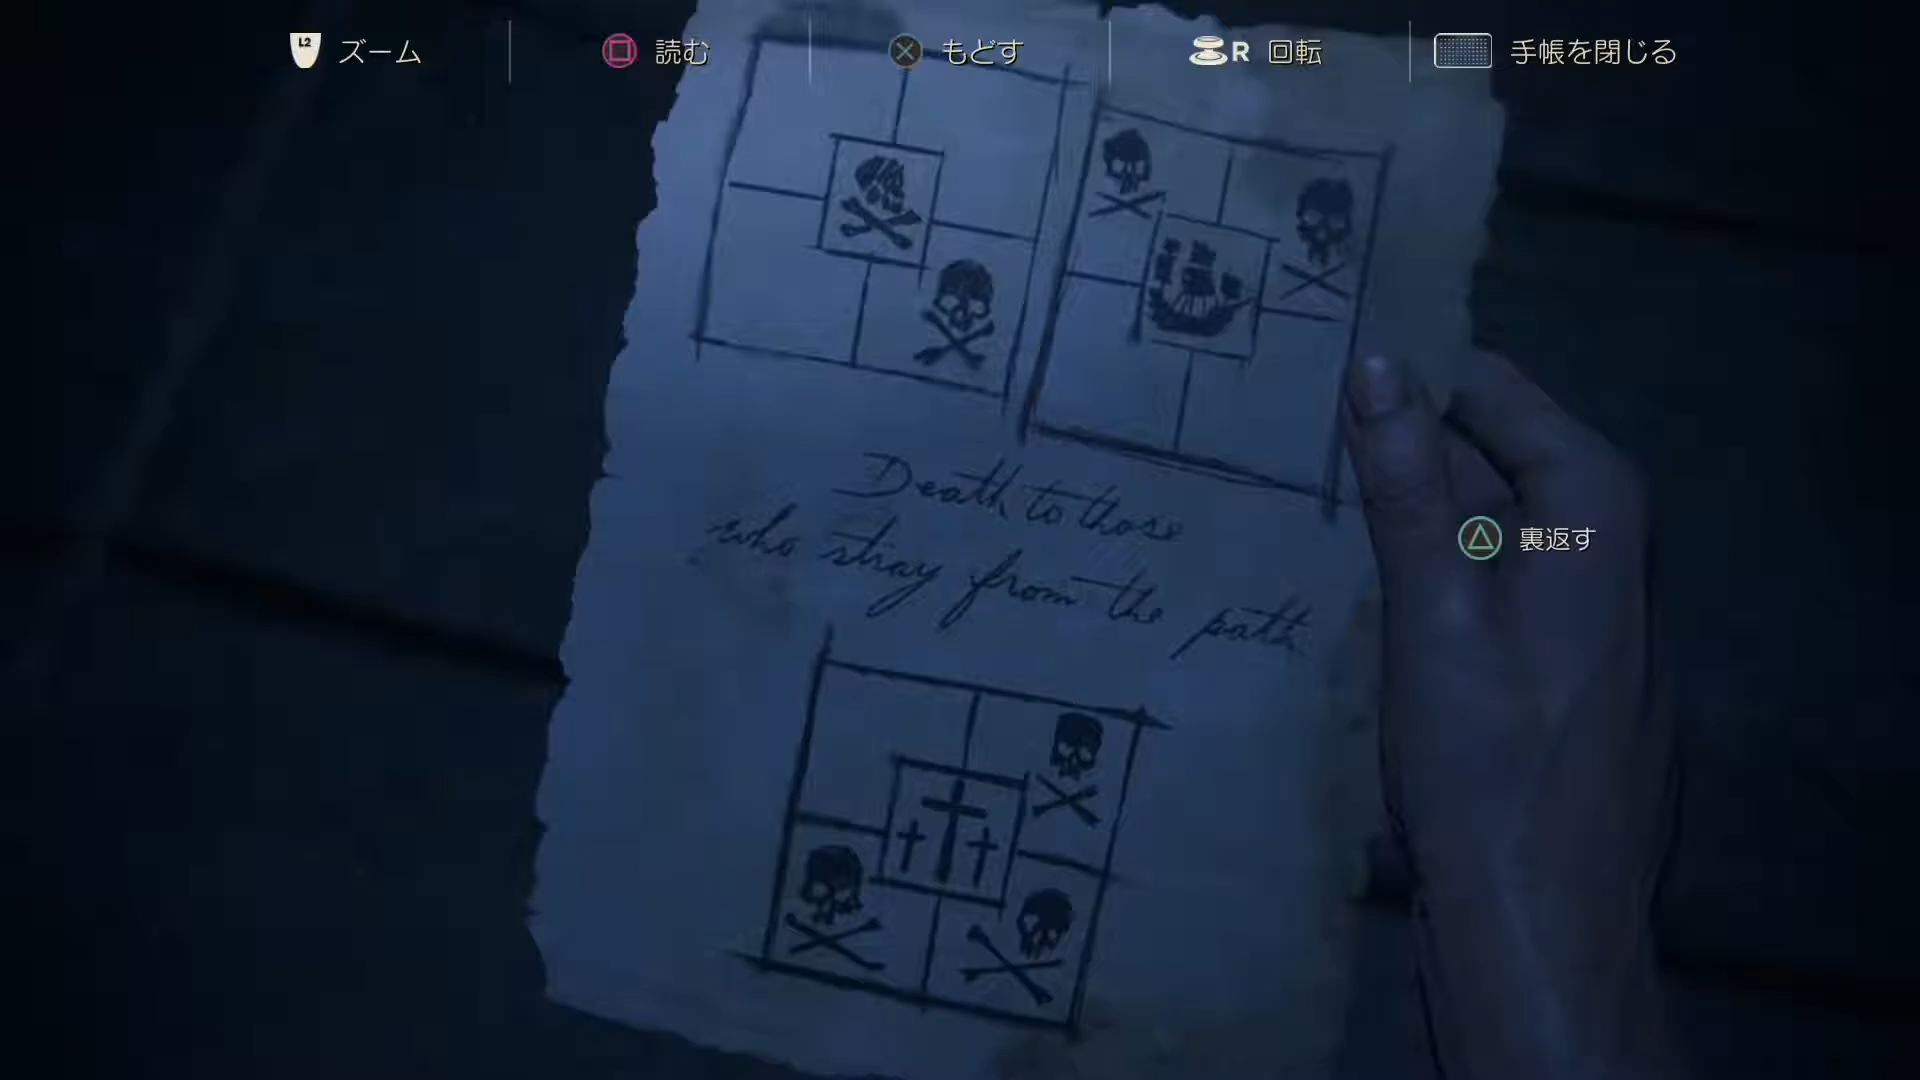 L2 ズーム
読む
もどす
R 回転
手帳を閉じる
Death to those
who stray from the path
裏返す